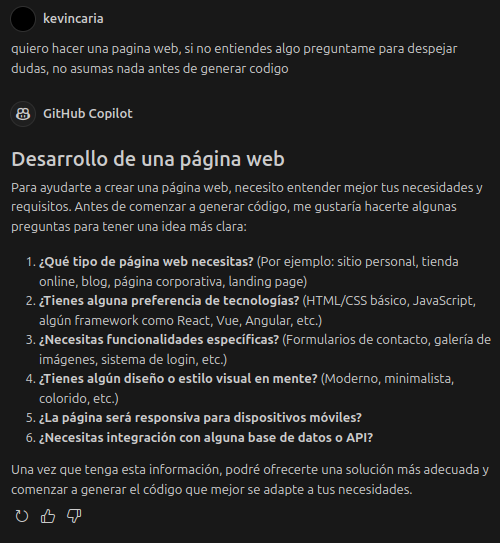 kevincaria
quiero hacer una pagina web, si no entiendes algo preguntame para despejar
dudas, no asumas nada antes de generar codigo
GitHub Copilot
Desarrollo de una página web
Para ayudarte a crear una página web, necesito entender mejor tus necesidades y
requisitos. Antes de comenzar a generar código, me gustaría hacerte algunas
preguntas para tener una idea más clara:
1. ¿Qué tipo de página web necesitas? (Por ejemplo: sitio personal, tienda
online, blog, página corporativa, landing page)
2. ¿Tienes alguna preferencia de tecnologías? (HTML/CSS básico, JavaScript,
algún framework como React, Vue, Angular, etc.)
3. ¿Necesitas funcionalidades específicas? (Formularios de contacto, galería de
imágenes, sistema de login, etc.)
4. ¿Tienes algún diseño o estilo visual en mente? (Moderno, minimalista,
colorido, etc.)
5. ¿La página será responsiva para dispositivos móviles?
6. ¿Necesitas integración con alguna base de datos o API?
Una vez que tenga esta información, podré ofrecerte una solución más adecuada y
comenzar a generar el código que mejor se adapte a tus necesidades.